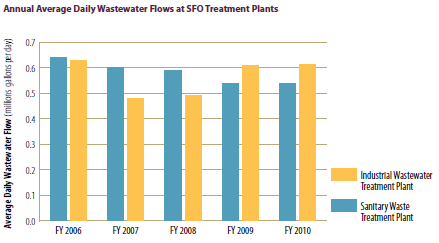 Annual Average Daily Wastewater Flows at SFO Treatment Plants
Average Daily Wastewater Flow (millions gallons per day)
0.7
0.6
0.5
0.4
0.3
0.2
0.1
0.0
FY 2006
FY 2007
FY 2008
FY 2009
FY 2010
Industrial Wastewater
Treatment Plant
Sanitary Waste
Treatment Plant